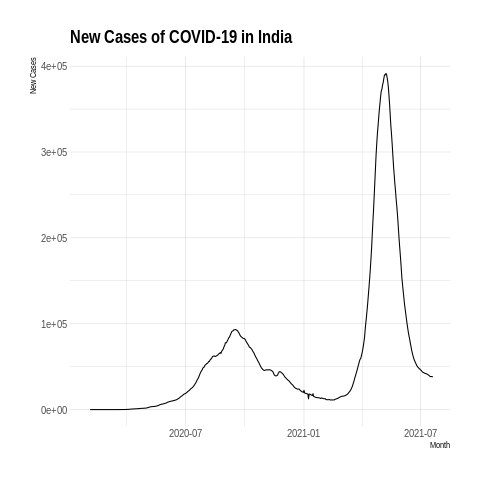 New Cases of COVID-19 in India
New Cases
4e+05
3e+05
2e+05
1e+05
0e+00
2020-07
2021-01
2021-07
Month